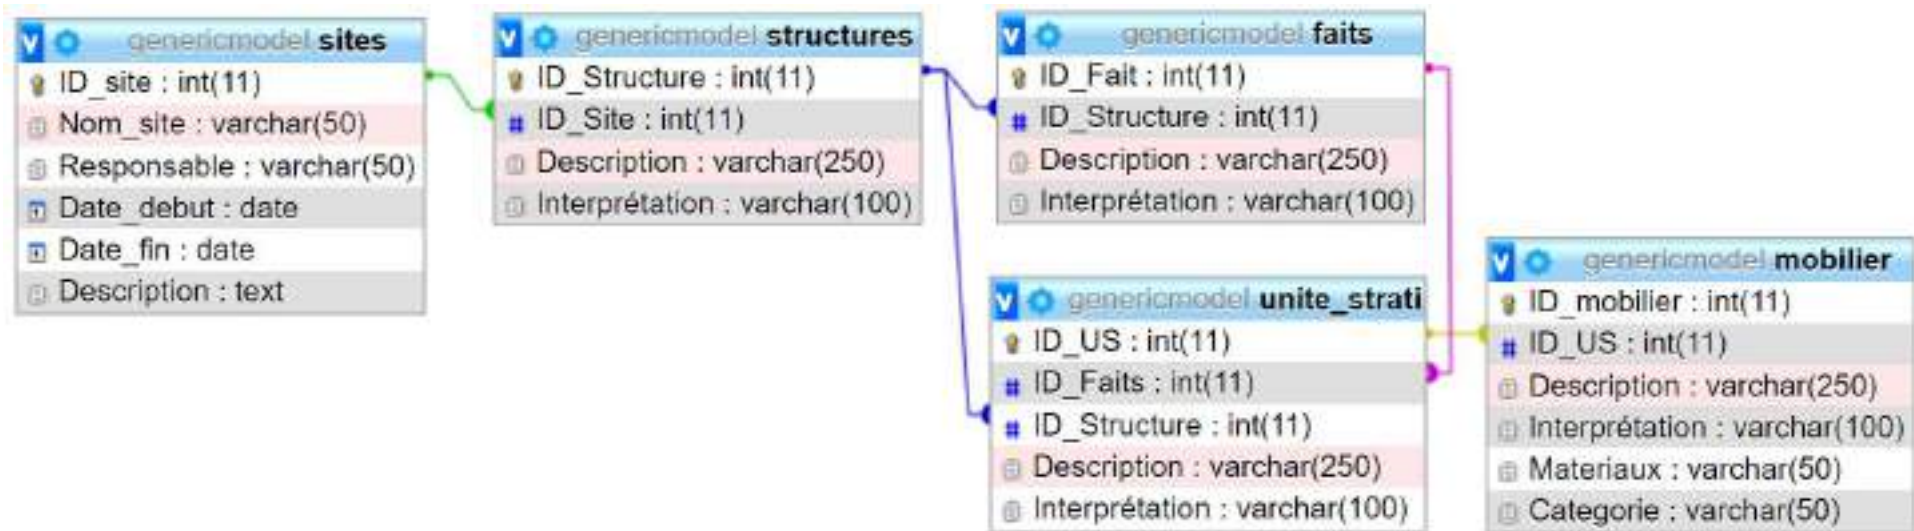 genericmodel sites
ID_site : int(11)
Nom_site : varchar(50)
Responsable : varchar(50)
Date_debut : date
Date_fin : date
Description : text
genericmodel structures
ID_Structure : int(11)
ID_Site : int(11)
Description : varchar(250)
Interprétation : varchar(100)
genericmodel faits
ID_Fait : int(11)
ID_Structure : int(11)
Description : varchar(250)
Interprétation : varchar(100)
genericmodel unite_strati
ID_US : int(11)
ID_Faits : int(11)
ID_Structure : int(11)
Description : varchar(250)
Interprétation : varchar(100)
genericmodel mobilier
ID_mobilier : int(11)
ID_US : int(11)
Description : varchar(250)
Interprétation : varchar(100)
Materiaux : varchar(50)
Categorie : varchar(50)